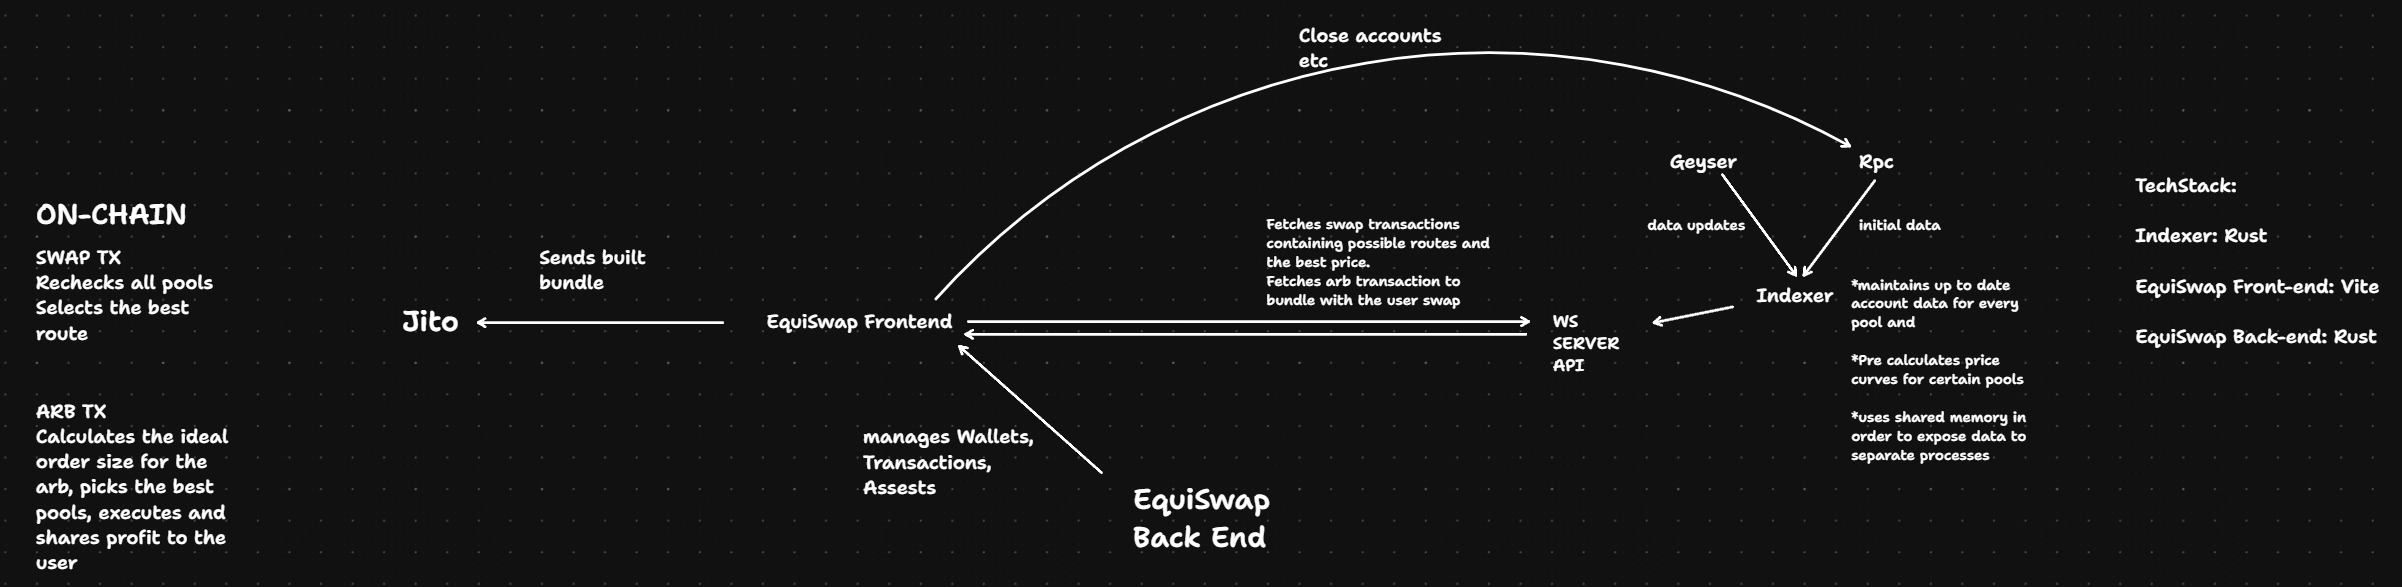 Close accounts
etc
Geyser
Rpc
TechStack:
ON-CHAIN
SWAP TX
Rechecks all pools
Selects the best
route
Sends built
bundle
Fetches swap transactions
containing possible routes and
the best price.
Fetches arb transaction to
bundle with the user swap
data updates
initial data
Indexer: Rust
Jito
EquiSwap Frontend
WS
SERVER
API
Indexer
*maintains up to date
account data for every
pool and
*Pre calculates price
curves for certain pools
*uses shared memory in
order to expose data to
separate processes
EquiSwap Front-end: Vite
EquiSwap Back-end: Rust
ARB TX
Calculates the ideal
order size for the
arb, picks the best
pools, executes and
shares profit to the
user
manages Wallets,
Transactions,
Assests
EquiSwap
Back End